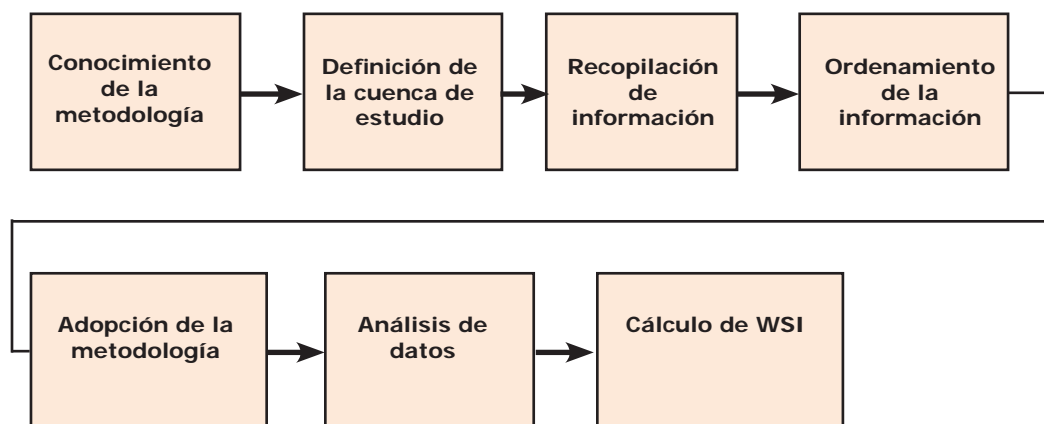 Conocimiento
de la
metodología
Definición de
la cuenca de
estudio
Recopilación
de
información
Ordenamiento
de la
información
Adopción de la
metodología
Análisis de
datos
Cálculo de WSI